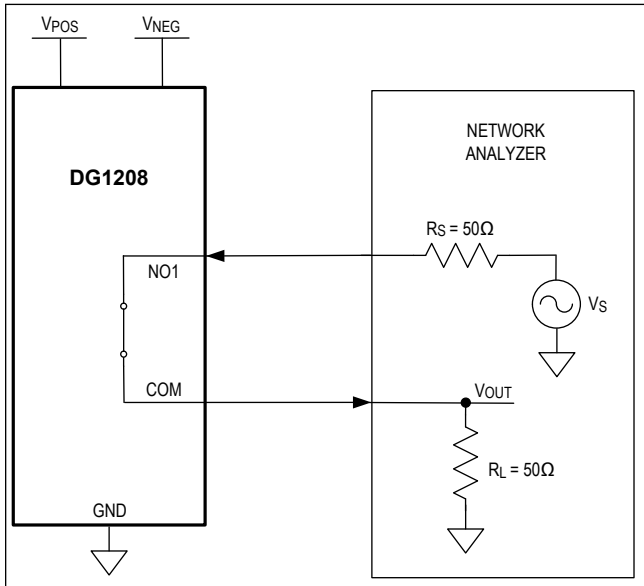 VPOS VNEG
DG1208
NETWORK
ANALYZER
RS = 50Ω
NO1
VS
COM
VOUT
RL = 50Ω
GND